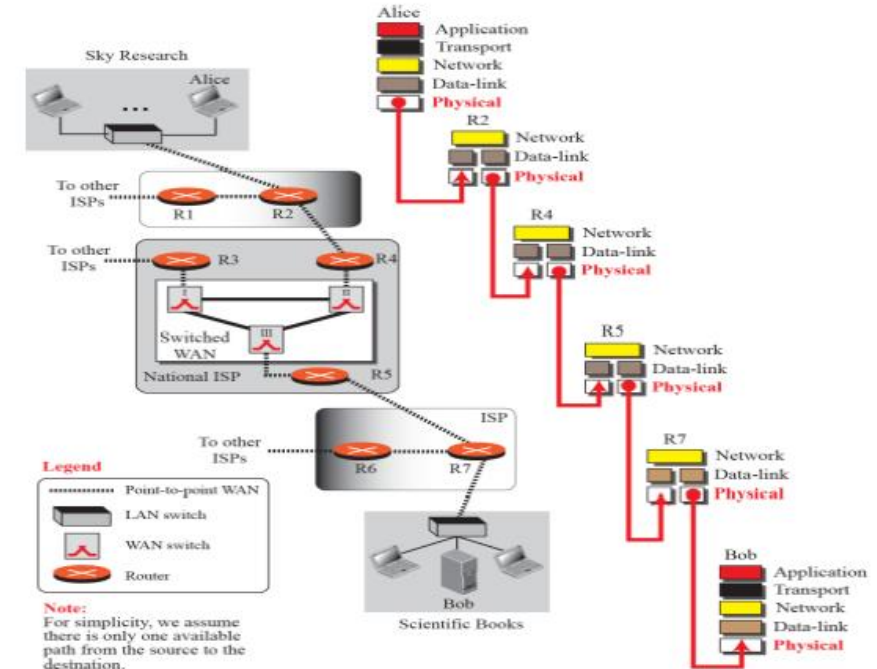 Sky Research
Alice
To other
ISPs
R1
R2
To other
ISPs
R3
R4
I
II
III
Switched
WAN
National ISP
R5
ISP
To other
ISPs
R6
R7
Bob
Scientific Books
Legend
Point-to-point WAN
LAN switch
WAN switch
Router
Note:
For simplicity, we assume
there is only one available
path from the source to the
destnation.
Alice
Application
Transport
Network
Data-link
Physical
R2
Network
Data-link
Physical
R4
Network
Data-link
Physical
R5
Network
Data-link
Physical
R7
Network
Data-link
Physical
Bob
Application
Transport
Network
Data-link
Physical